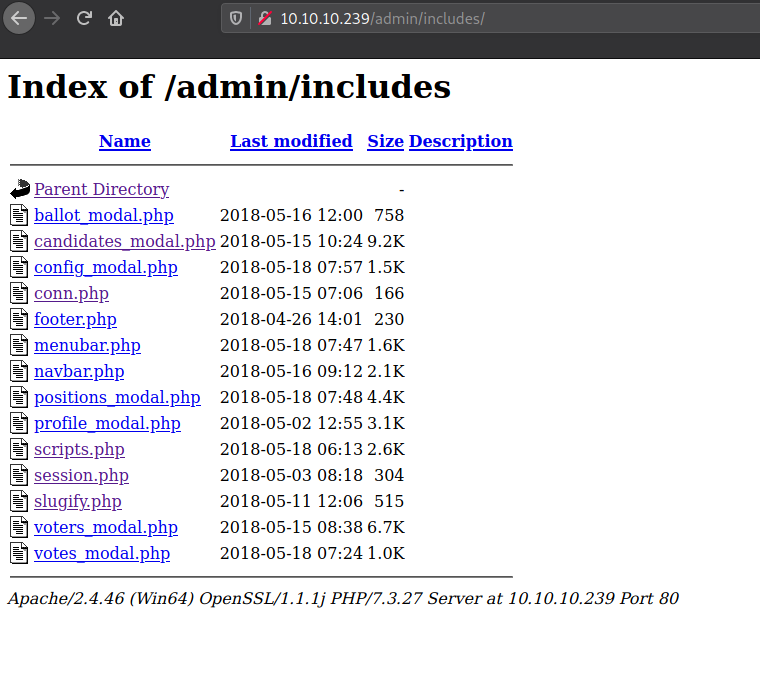 10.10.10.239/admin/includes/
Index of /admin/includes
Name Last modified Size Description
Parent Directory -
ballot_modal.php 2018-05-16 12:00 758
candidates_modal.php 2018-05-15 10:24 9.2K
config_modal.php 2018-05-18 07:57 1.5K
conn.php 2018-05-15 07:06 166
footer.php 2018-04-26 14:01 230
menubar.php 2018-05-18 07:47 1.6K
navbar.php 2018-05-16 09:12 2.1K
positions_modal.php 2018-05-18 07:48 4.4K
profile_modal.php 2018-05-02 12:55 3.1K
scripts.php 2018-05-18 06:13 2.6K
session.php 2018-05-03 08:18 304
slugify.php 2018-05-11 12:06 515
voters_modal.php 2018-05-15 08:38 6.7K
votes_modal.php 2018-05-18 07:24 1.0K
Apache/2.4.46 (Win64) OpenSSL/1.1.1j PHP/7.3.27 Server at 10.10.10.239 Port 80